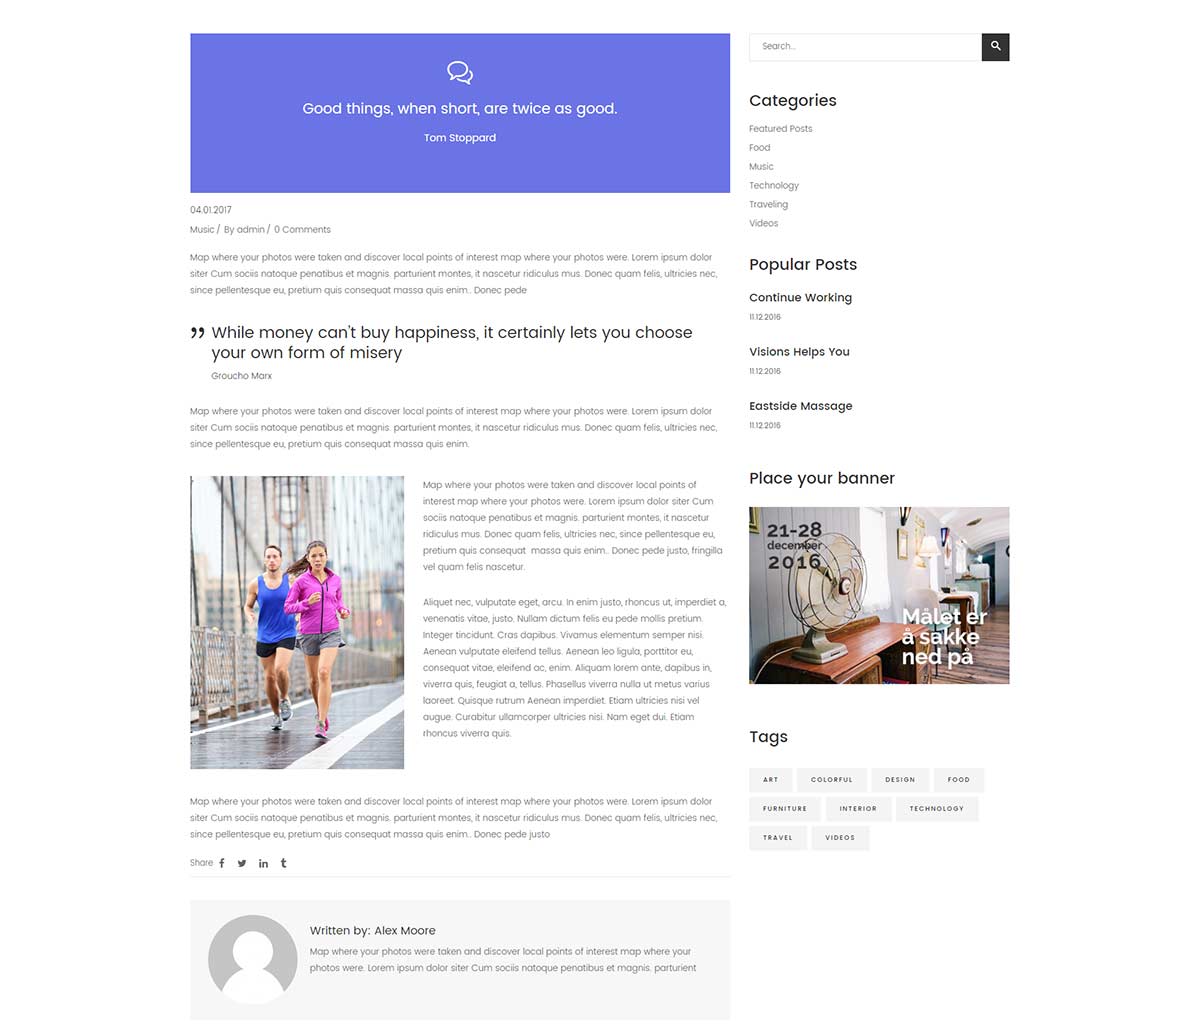 Good things, when short, are twice as good.
Tom Stoppard
04.01.2017
Music / By admin / 0 Comments
Map where your photos were taken and discover local points of interest map where your photos were. Lorem ipsum dolor
siter Cum sociis natoque penatibus et magnis. parturient montes, it nascetur ridiculus mus. Donec quam felis, ultricies nec,
since pellentesque eu, pretium quis consequat massa quis enim.. Donec pede
While money can't buy happiness, it certainly lets you choose
your own form of misery
Groucho Marx
Map where your photos were taken and discover local points of interest map where your photos were. Lorem ipsum dolor
siter Cum sociis natoque penatibus et magnis. parturient montes, it nascetur ridiculus mus. Donec quam felis, ultricies nec,
since pellentesque eu, pretium quis consequat massa quis enim.
Map where your photos were taken and discover local points of
interest map where your photos were. Lorem ipsum dolor siter Cum
sociis natoque penatibus et magnis. parturient montes, it nascetur
ridiculus mus. Donec quam felis, ultricies nec, since pellentesque eu,
pretium quis consequat  massa quis enim.. Donec pede justo, fringilla
vel quam felis nascetur.
Aliquet nec, vulputate eget, arcu. In enim justo, rhoncus ut, imperdiet a,
venenatis vitae, justo. Nullam dictum felis eu pede mollis pretium.
Integer tincidunt. Cras dapibus. Vivamus elementum semper nisi.
Aenean vulputate eleifend tellus. Aenean leo ligula, porttitor eu,
consequat vitae, eleifend ac, enim. Aliquam lorem ante, dapibus in,
viverra quis, feugiat a, tellus. Phasellus viverra nulla ut metus varius
laoreet. Quisque rutrum Aenean imperdiet. Etiam ultricies nisi vel
augue. Curabitur ullamcorper ultricies nisi. Nam eget dui. Etiam
rhoncus viverra quis.
Map where your photos were taken and discover local points of interest map where your photos were. Lorem ipsum dolor
siter Cum sociis natoque penatibus et magnis. parturient montes, it nascetur ridiculus mus. Donec quam felis, ultricies nec,
since pellentesque eu, pretium quis consequat massa quis enim.. Donec pede justo
Share
Written by: Alex Moore
Map where your photos were taken and discover local points of interest map where your
photos were. Lorem ipsum dolor siter Cum sociis natoque penatibus et magnis. parturient
Search...
Categories
Featured Posts
Food
Music
Technology
Traveling
Videos
Popular Posts
Continue Working
11.12.2016
Visions Helps You
11.12.2016
Eastside Massage
11.12.2016
Place your banner
21-28
december
2016
Målet er
å sakke
ned på
Tags
ART COLORFUL DESIGN FOOD
FURNITURE INTERIOR TECHNOLOGY
TRAVEL VIDEOS